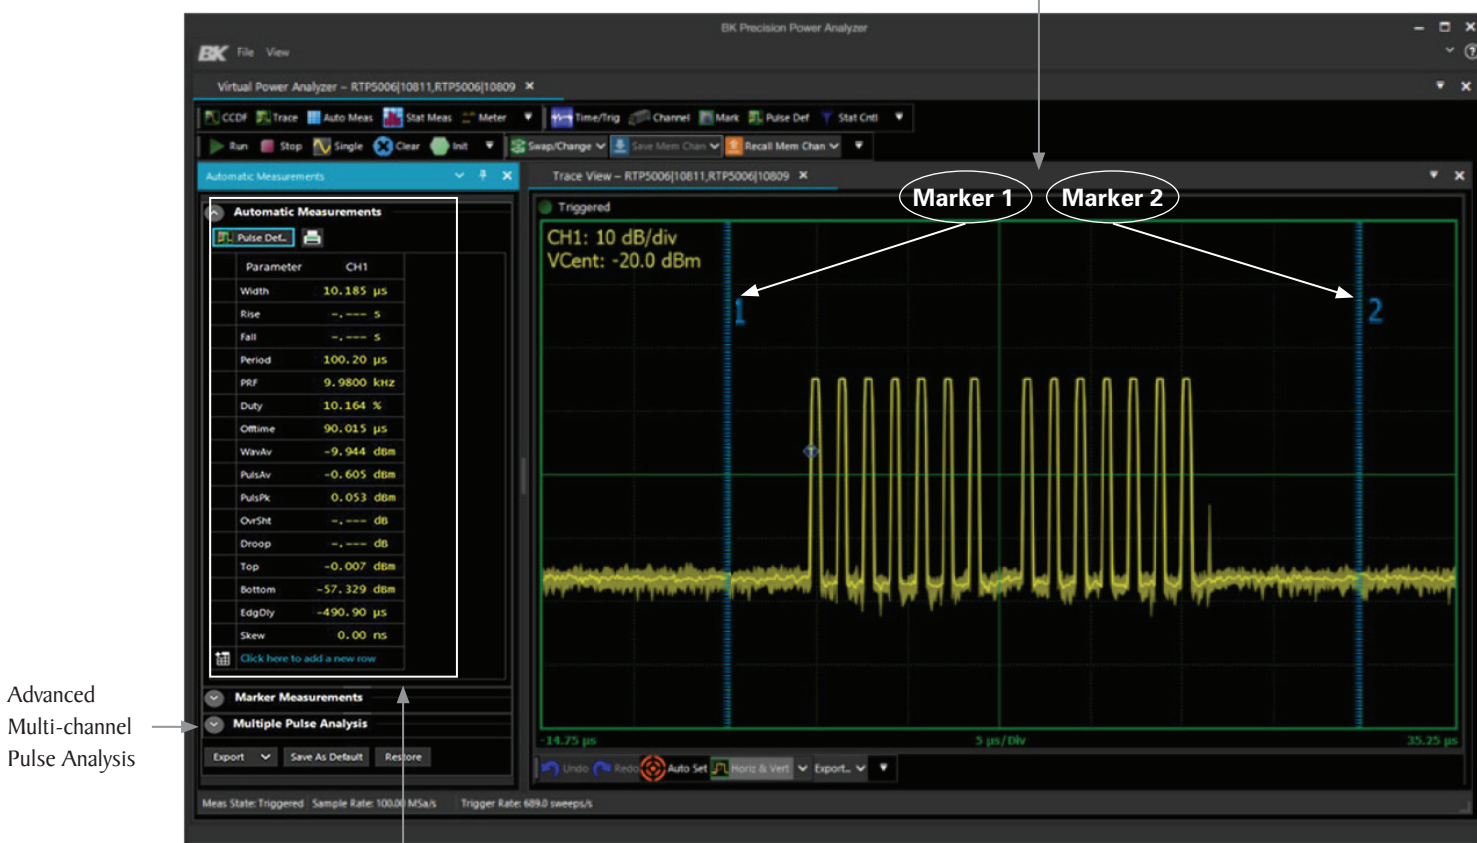 BK Precision Power Analyzer
BK File View
Virtual Power Analyzer – RTP5006|10811,RTP5006|10809
CCDF Trace Auto Meas Stat Meas Meter Time/Trig Channel Mark Pulse Def Stat Cntl
Run Stop Single Clear Init Swap/Change Save Mem Chan Recall Mem Chan
Automatic Measurements
Trace View – RTP5006|10811,RTP5006|10809
Automatic Measurements
Pulse Def...
Parameter CH1
Width 10.185 µs
Rise -.--- s
Fall -.--- s
Period 100.20 µs
PRF 9.9800 kHz
Duty 10.164 %
Offtime 90.015 µs
WavAv -9.944 dBm
PulsAv -0.605 dBm
PulsPk 0.053 dBm
OvrSht -.--- dB
Droop -.--- dB
Top -0.007 dBm
Bottom -57.329 dBm
EdgDly -490.90 µs
Skew 0.00 ns
Click here to add a new row
Marker Measurements
Multiple Pulse Analysis
Export Save As Default Restore
Triggered
CH1: 10 dB/div
VCent: -20.0 dBm
Marker 1 Marker 2
1 2
T
-14.75 µs 5 µs/Div 35.25 µs
Undo Redo Auto Set Horiz & Vert Export...
Meas State: Triggered Sample Rate: 100.00 MSa/s Trigger Rate: 689.0 sweeps/s
Advanced
Multi-channel
Pulse Analysis